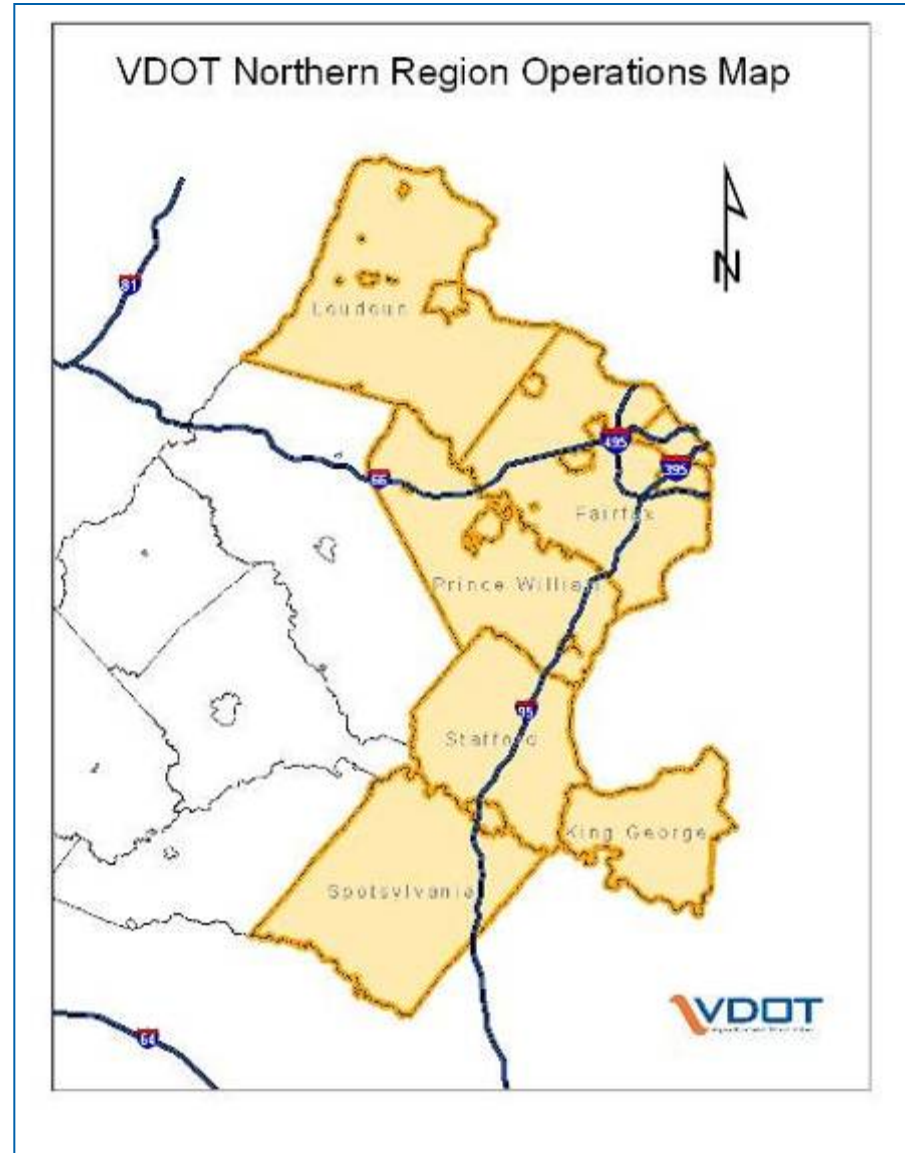 VDOT Northern Region Operations Map
N
81
Loudoun
495
395
66
Fairfax
Prince William
95
Stafford
King George
Spotsylvania
VDOT
64